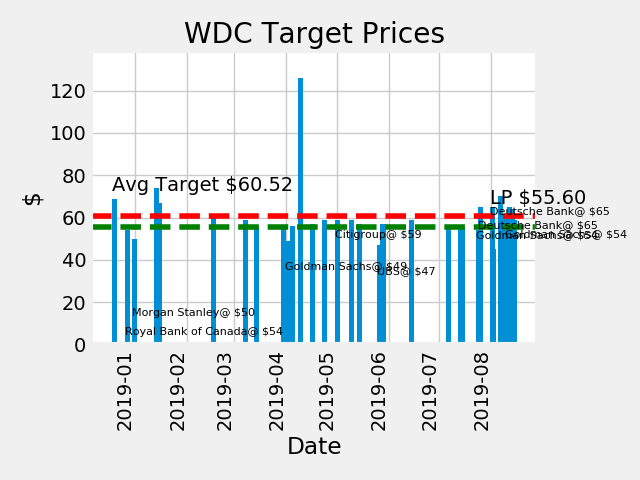 WDC Target Prices
$
120
100
80
60
40
20
0
Avg Target $60.52
LP $55.60
Deutsche Bank@ $65
Deutsche Bank@ $65
Goldman Sachs@ $54
Goldman Sachs@ $54
Citigroup@ $59
Goldman Sachs@ $49
UBS@ $47
Morgan Stanley@ $50
Royal Bank of Canada@ $54
2019-01
2019-02
2019-03
2019-04
2019-05
2019-06
2019-07
2019-08
Date